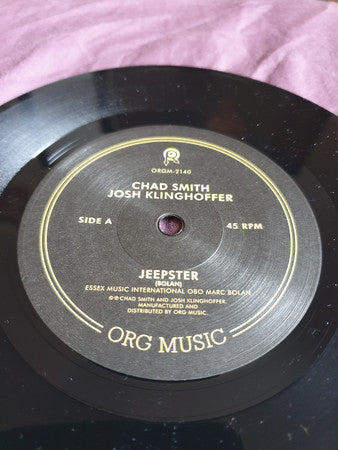 ORGM-2140
CHAD SMITH
JOSH KLINGHOFFER
SIDE A 45 RPM
JEEPSTER
(BOLAN)
ESSEX MUSIC INTERNATIONAL OBO MARC BOLAN
©℗ CHAD SMITH AND JOSH KLINGHOFFER.
MANUFACTURED AND
DISTRIBUTED BY ORG MUSIC.
ORG MUSIC